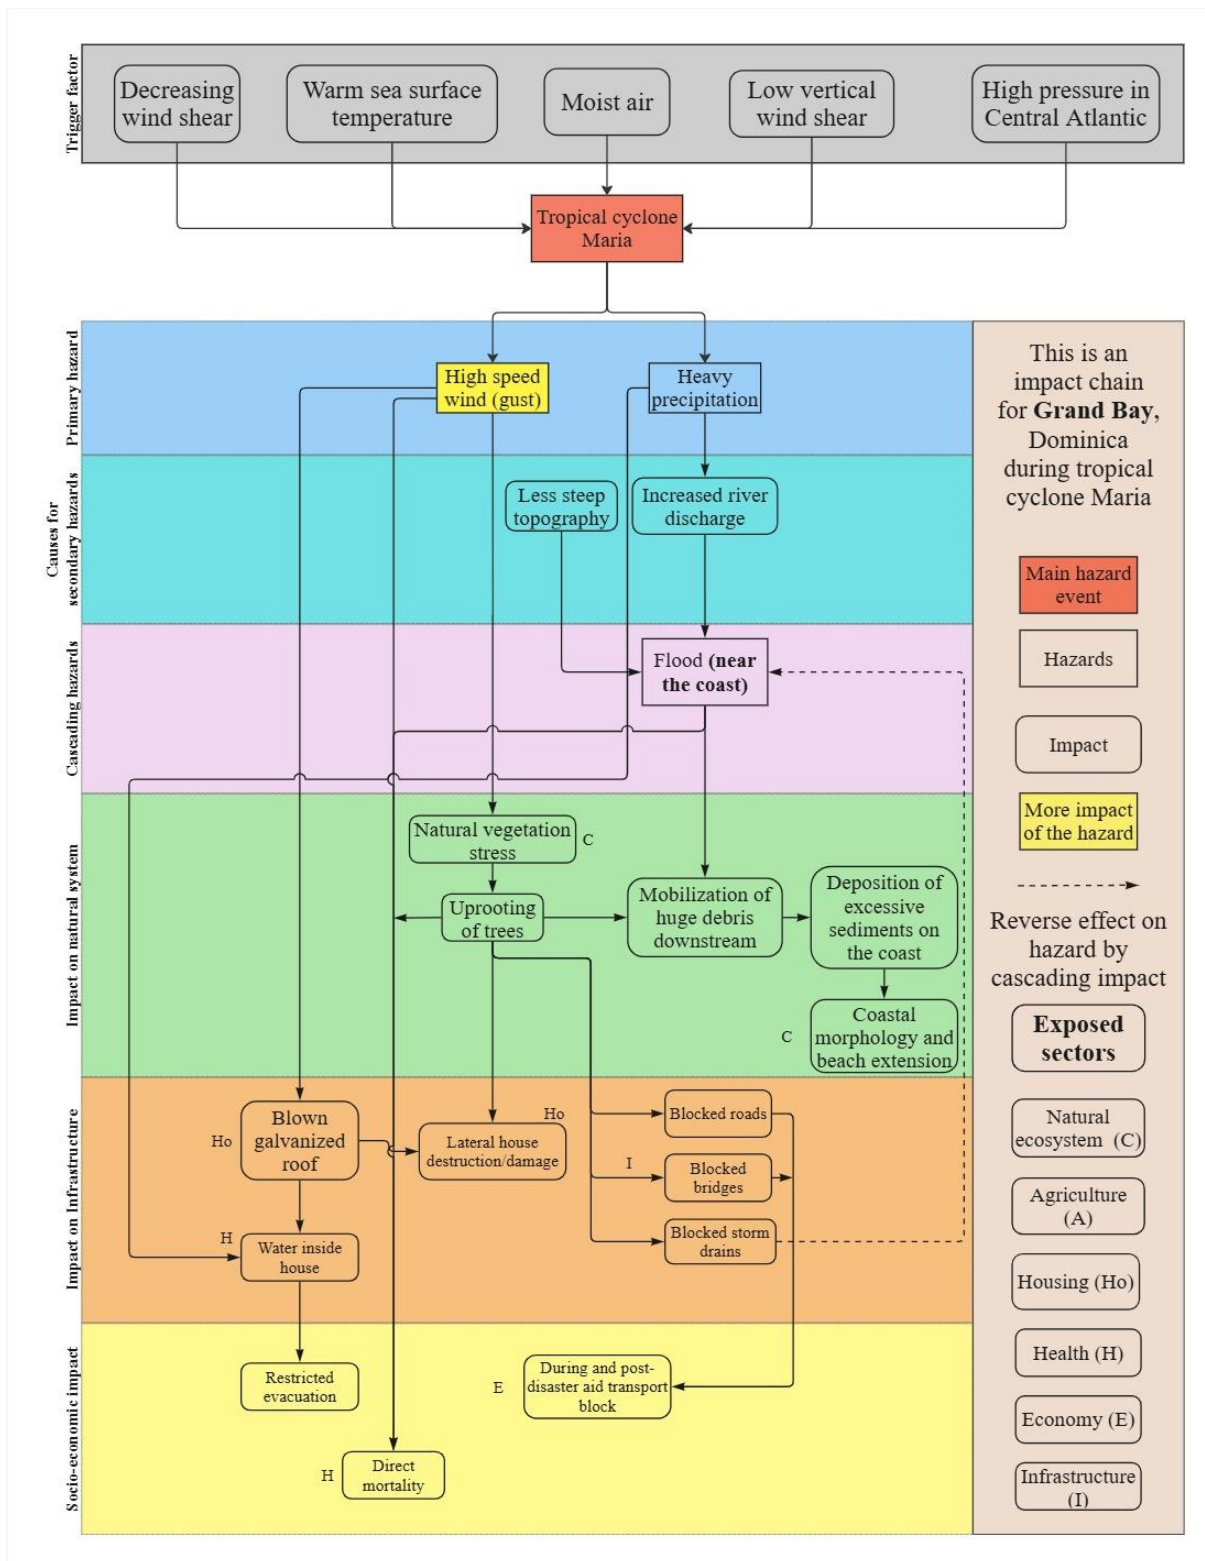 Trigger factor
Decreasing
wind shear
Warm sea surface
temperature
Moist air
Low vertical
wind shear
High pressure in
Central Atlantic
Tropical cyclone
Maria
Primary hazard
High speed
wind (gust)
Heavy
precipitation
Causes for
secondary hazards
Less steep
topography
Increased river
discharge
Cascading hazards
Flood (near
the coast)
Impact on natural system
Natural vegetation
stress
C
Uprooting
of trees
Mobilization of
huge debris
downstream
Deposition of
excessive
sediments on
the coast
C
Coastal
morphology and
beach extension
Impact on Infrastructure
Ho
Blown
galvanized
roof
Ho
Lateral house
destruction/damage
Blocked roads
I
Blocked
bridges
Blocked storm
drains
H
Water inside
house
Socio-economic impact
Restricted
evacuation
E
During and post-
disaster aid transport
block
H
Direct
mortality
This is an
impact chain
for Grand Bay,
Dominica
during tropical
cyclone Maria
Main hazard
event
Hazards
Impact
More impact
of the hazard
Reverse effect on
hazard by
cascading impact
Exposed
sectors
Natural
ecosystem (C)
Agriculture
(A)
Housing (Ho)
Health (H)
Economy (E)
Infrastructure
(I)